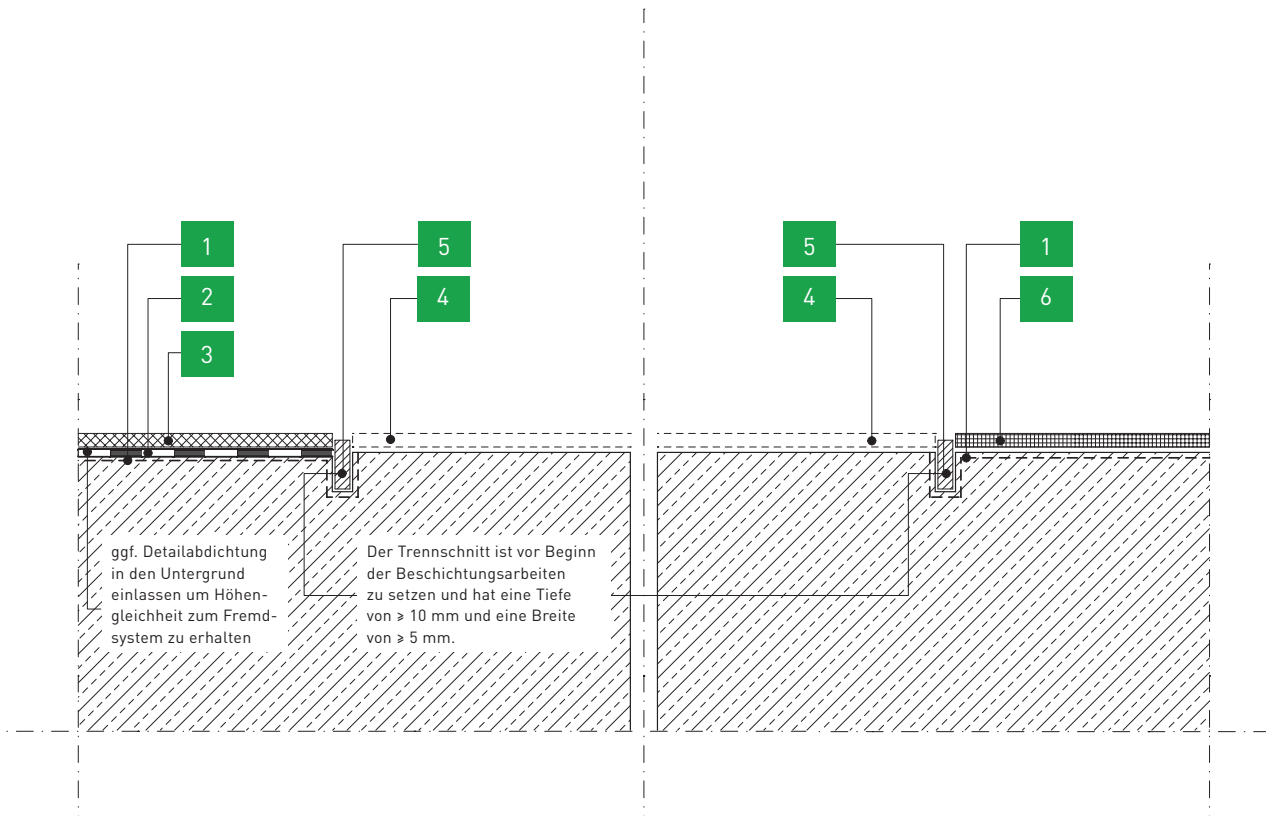 1
5
5
1
2
4
4
6
3
ggf. Detailabdichtung
in den Untergrund
einlassen um Höhen-
gleichheit zum Fremd-
system zu erhalten
Der Trennschnitt ist vor Beginn
der Beschichtungsarbeiten
zu setzen und hat eine Tiefe
von ≥ 10 mm und eine Breite
von ≥ 5 mm.